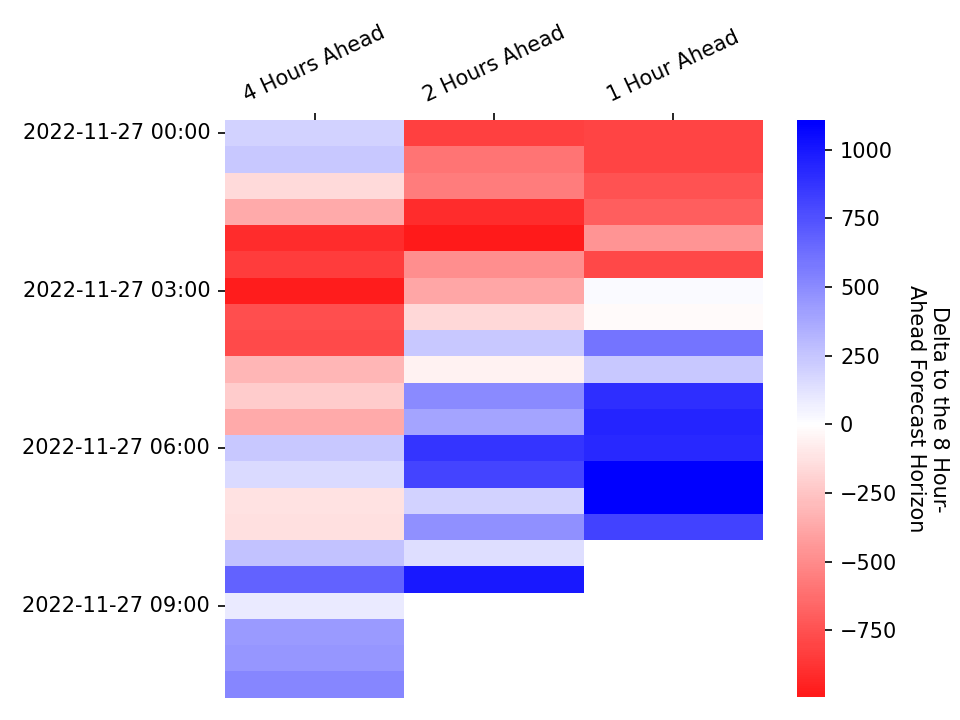 4 Hours Ahead
2 Hours Ahead
1 Hour Ahead
2022-11-27 00:00
2022-11-27 03:00
2022-11-27 06:00
2022-11-27 09:00
1000
750
500
250
0
−250
−500
−750
Delta to the 8 Hour-
Ahead Forecast Horizon